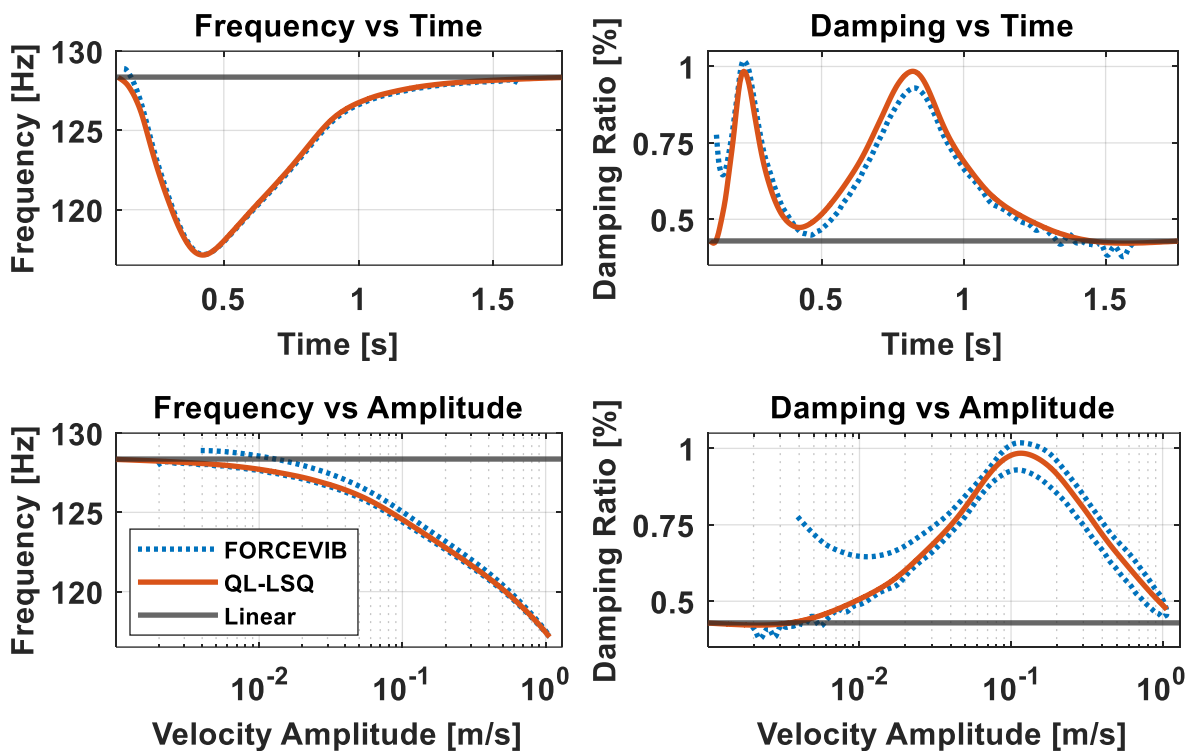 Frequency vs Time
Frequency [Hz]
130
125
120
0.5
1
1.5
Time [s]
Damping vs Time
Damping Ratio [%]
1
0.75
0.5
0.5
1
1.5
Time [s]
Frequency vs Amplitude
Frequency [Hz]
130
125
120
FORCEVIB
QL-LSQ
Linear
10^-2
10^-1
10^0
Velocity Amplitude [m/s]
Damping vs Amplitude
Damping Ratio [%]
1
0.75
0.5
10^-2
10^-1
10^0
Velocity Amplitude [m/s]